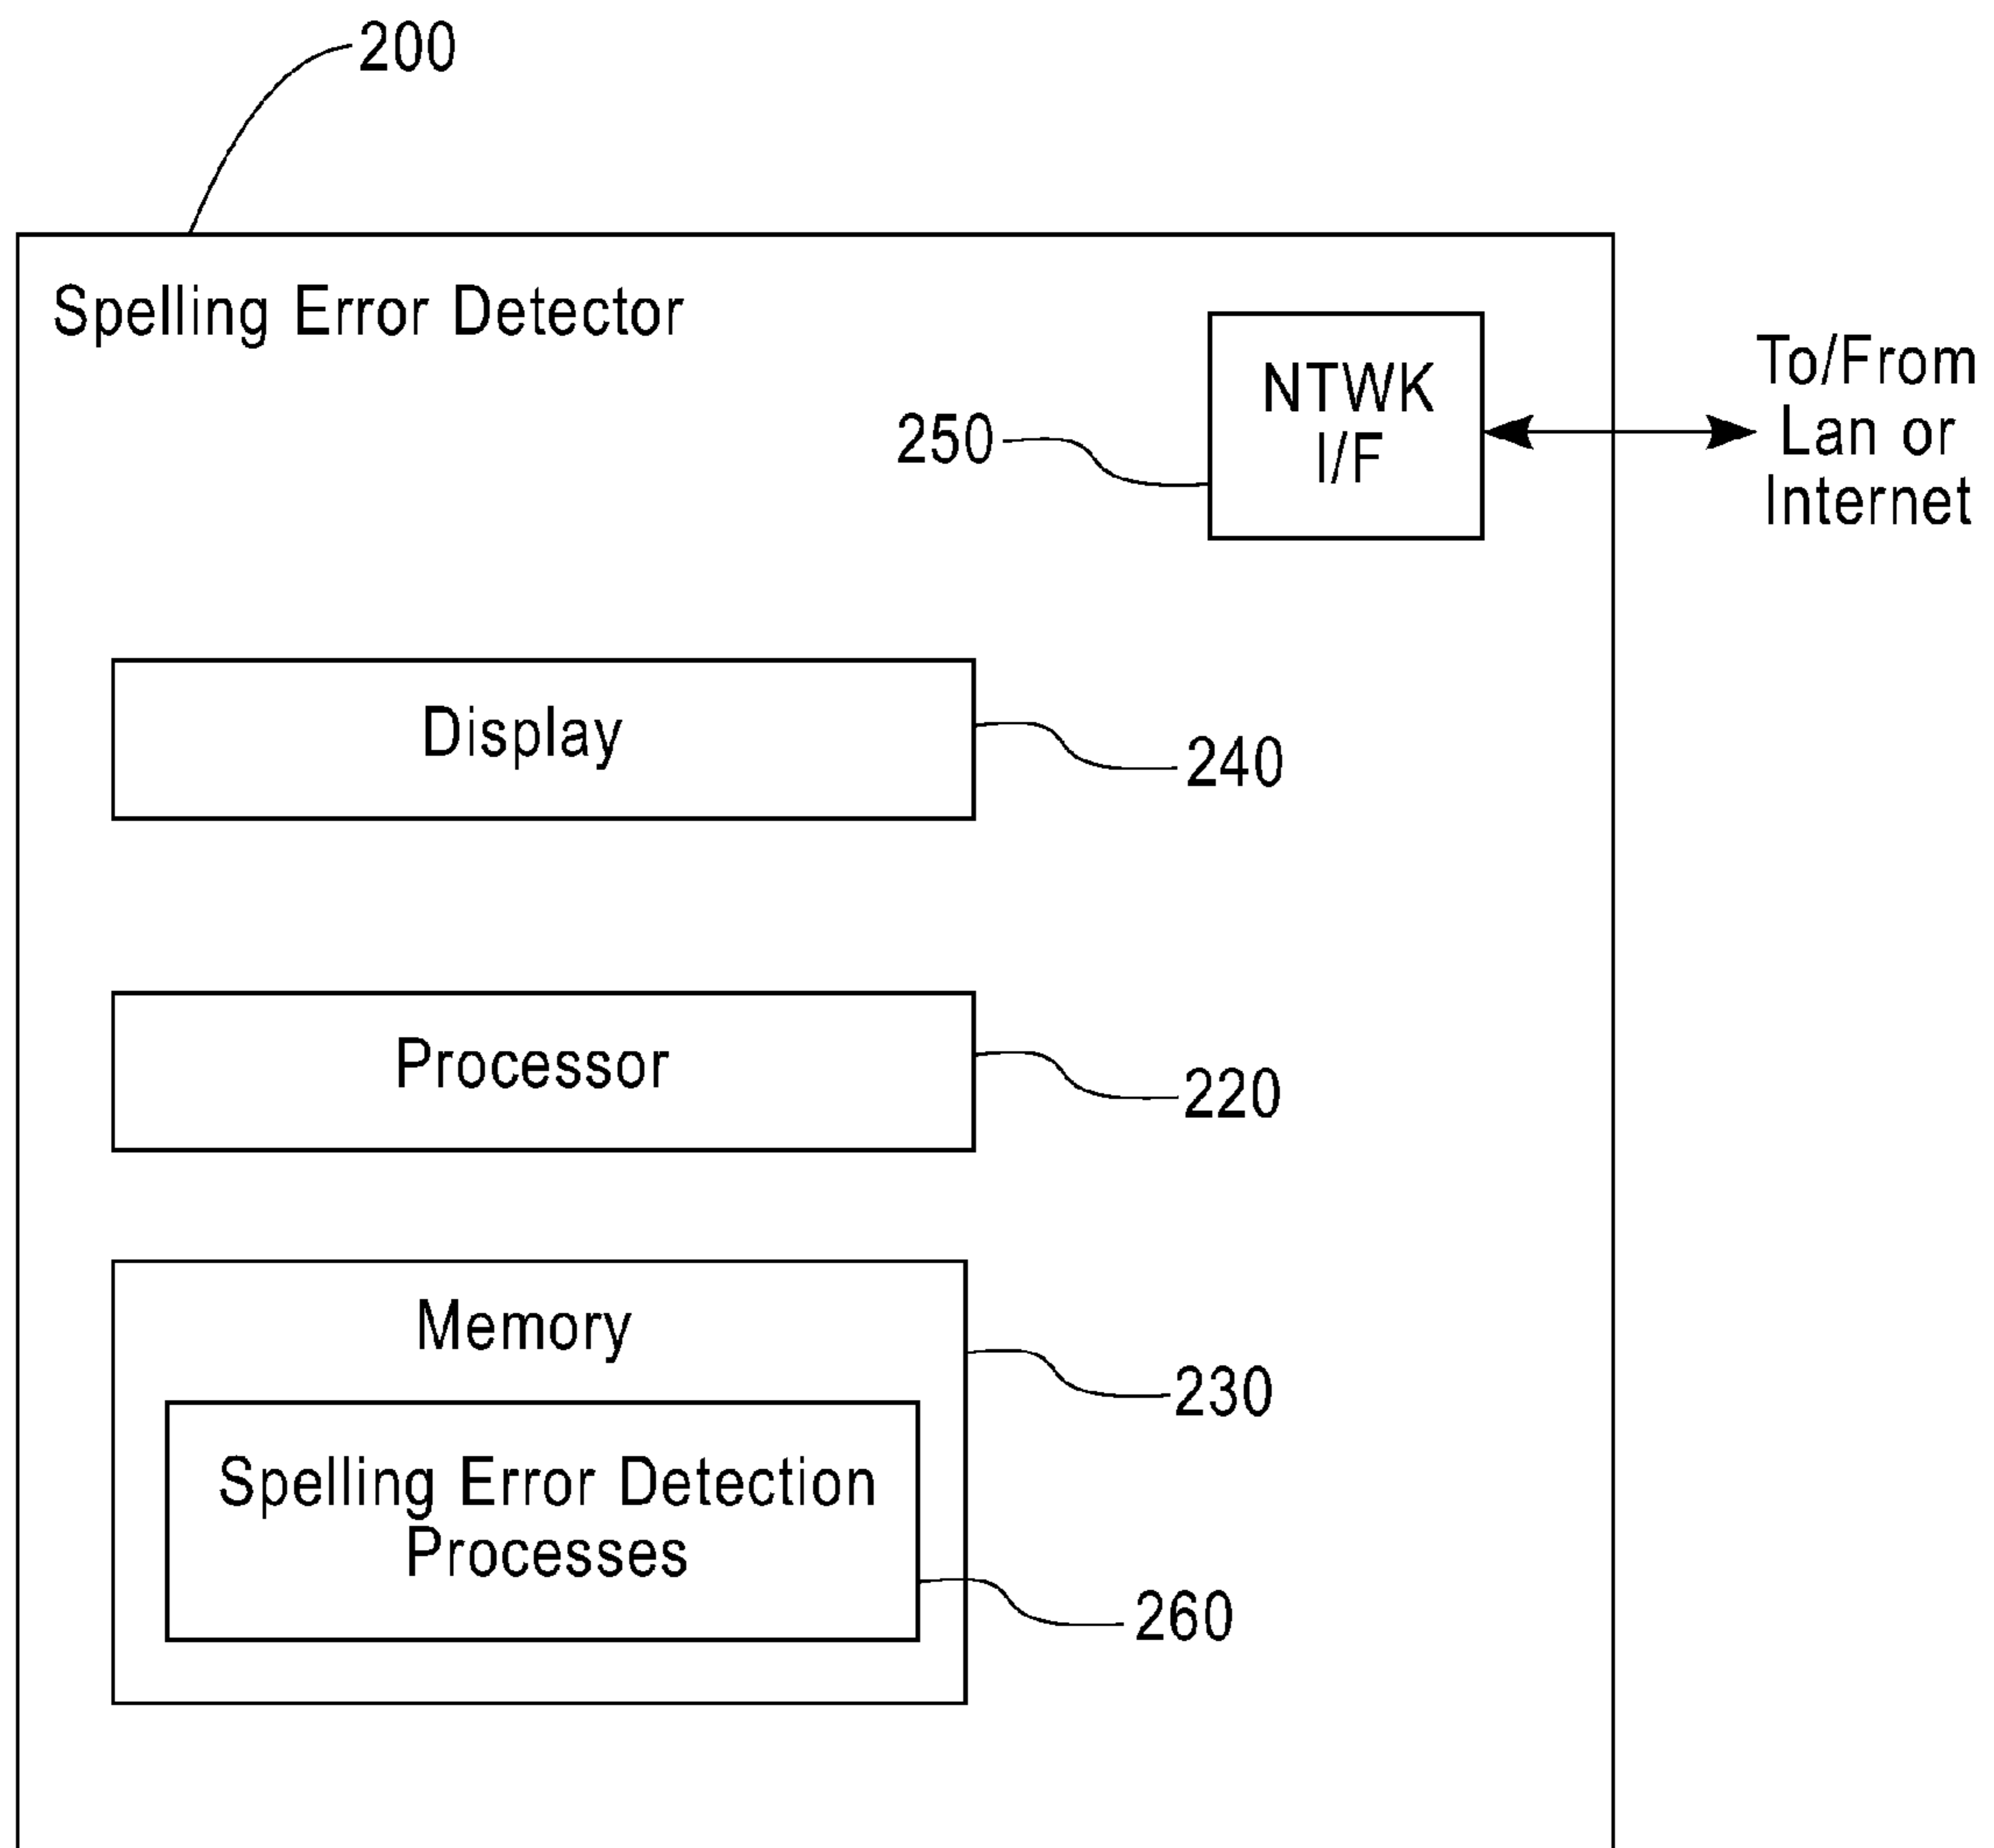 200
Spelling Error Detector
NTWK
I/F
250
To/From
Lan or
Internet
Display
240
Processor
220
Memory
230
Spelling Error Detection
Processes
260